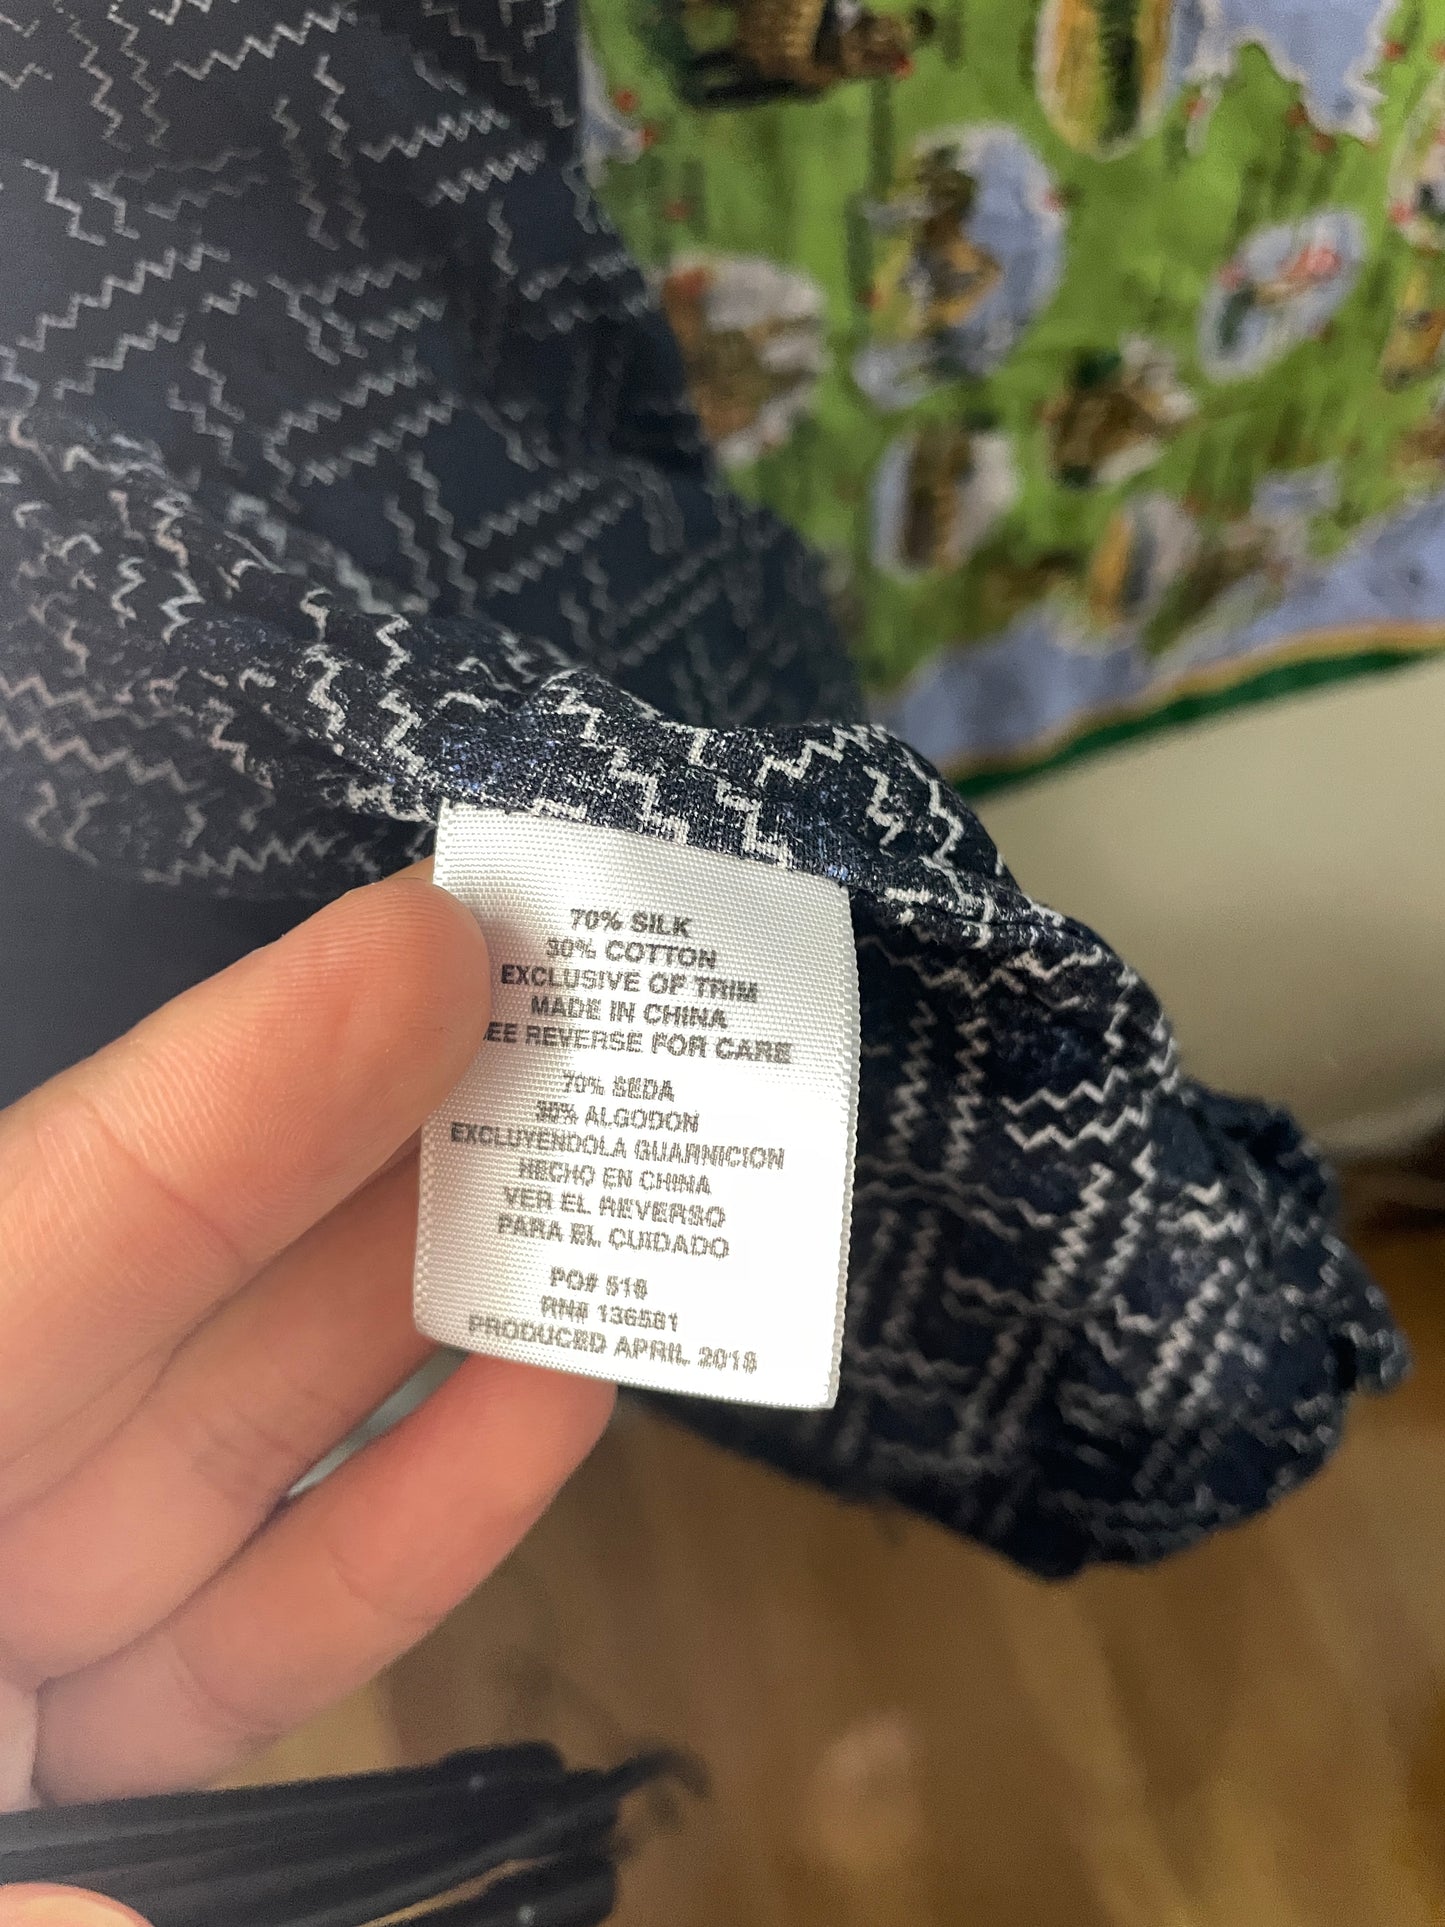 70% SILK
30% COTTON
EXCLUSIVE OF TRIM
MADE IN CHINA
EE REVERSE FOR CARE
70% SEDA
30% ALGODON
EXCLUYENDOLA GUARNICION
HECHO EN CHINA
VER EL REVERSO
PARA EL CUIDADO
PO# 518
RN# 136581
PRODUCED APRIL 2018